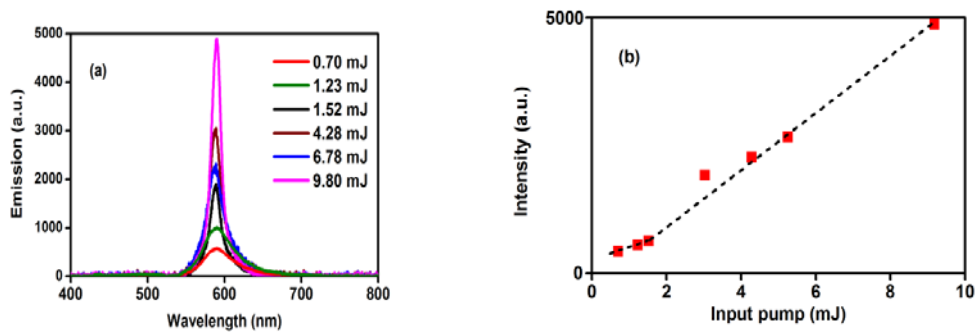 (a)
5000
4000
3000
2000
1000
0
400 500 600 700 800
Wavelength (nm)
Emission (a.u.)
0.70 mJ
1.23 mJ
1.52 mJ
4.28 mJ
6.78 mJ
9.80 mJ
(b)
5000
0
0 2 4 6 8 10
Input pump (mJ)
Intensity (a.u.)